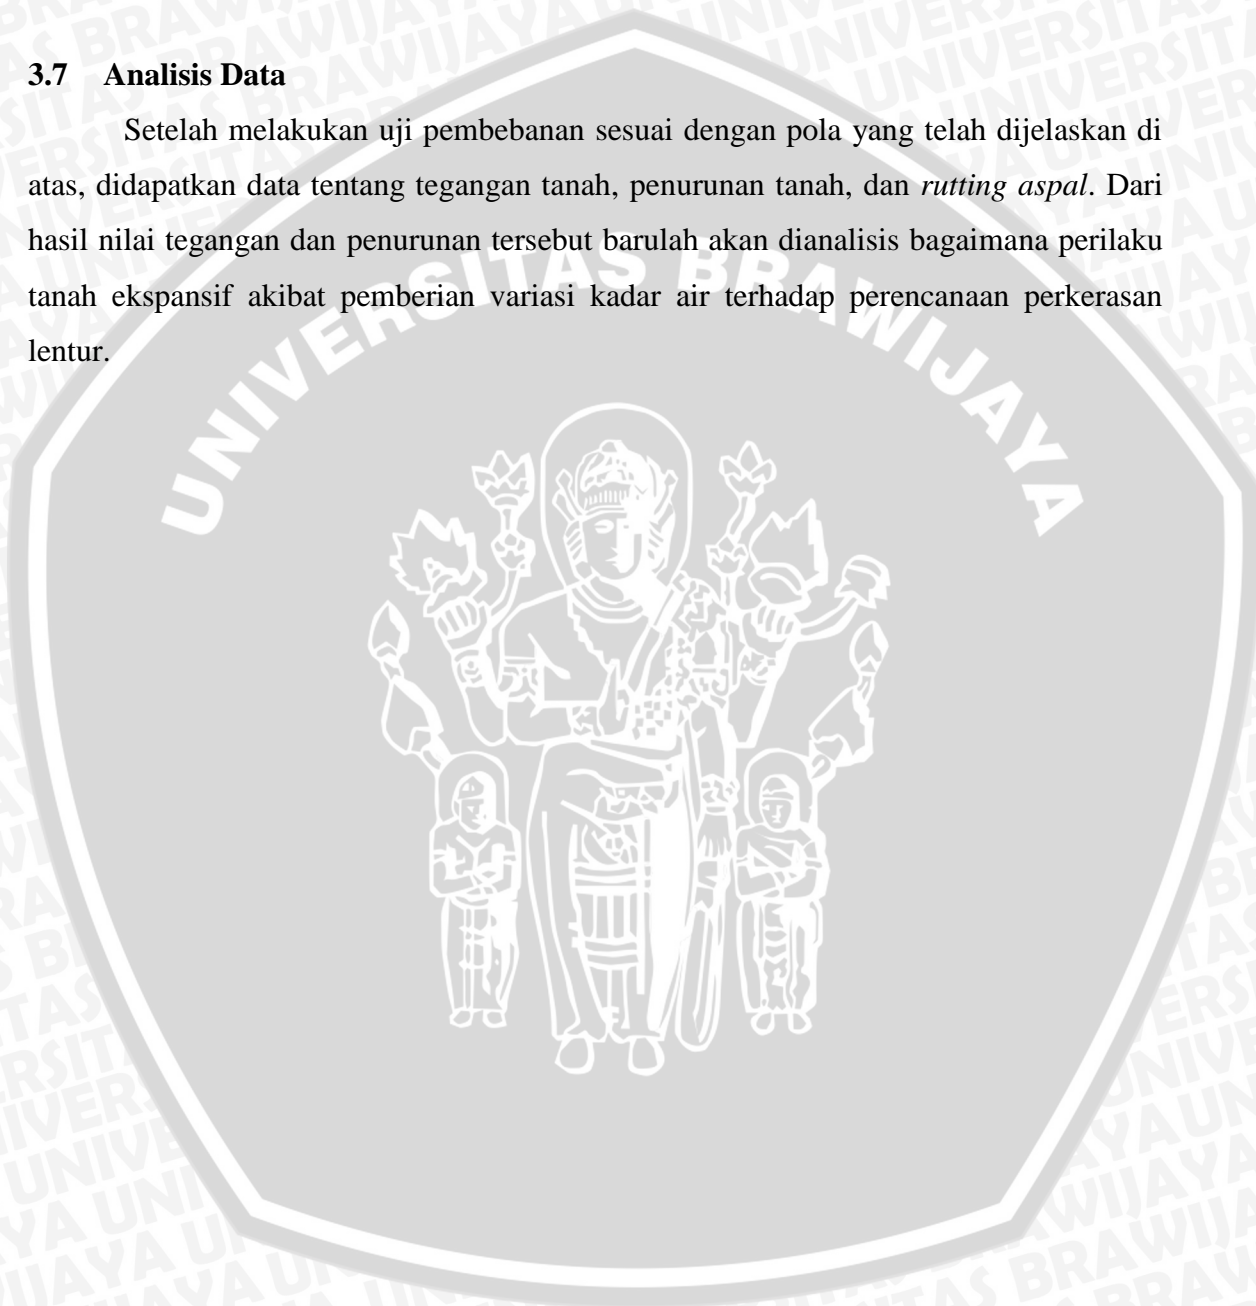 3.7 Analisis Data
Setelah melakukan uji pembebanan sesuai dengan pola yang telah dijelaskan di
atas, didapatkan data tentang tegangan tanah, penurunan tanah, dan rutting aspal. Dari
hasil nilai tegangan dan penurunan tersebut barulah akan dianalisis bagaimana perilaku
tanah ekspansif akibat pemberian variasi kadar air terhadap perencanaan perkerasan
lentur.
UNIVERSITAS BRAWIJAYA